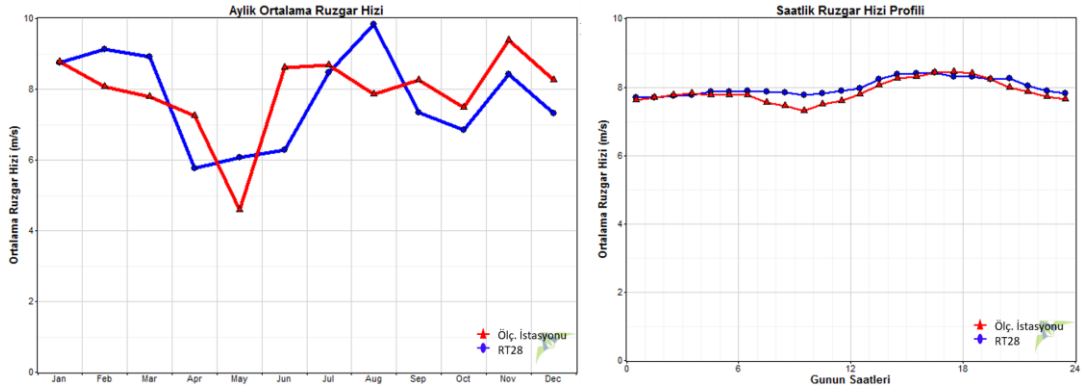 Aylik Ortalama Ruzgar Hizi
Ortalama Ruzgar Hizi (m/s)
10
8
6
4
2
0
Jan Feb Mar Apr May Jun Jul Aug Sep Oct Nov Dec
Ölç. İstasyonu
RT28
Saatlik Ruzgar Hizi Profili
Ortalama Ruzgar Hizi (m/s)
10
8
6
4
2
0
0 6 12 18 24
Gunun Saatleri
Ölç. İstasyonu
RT28